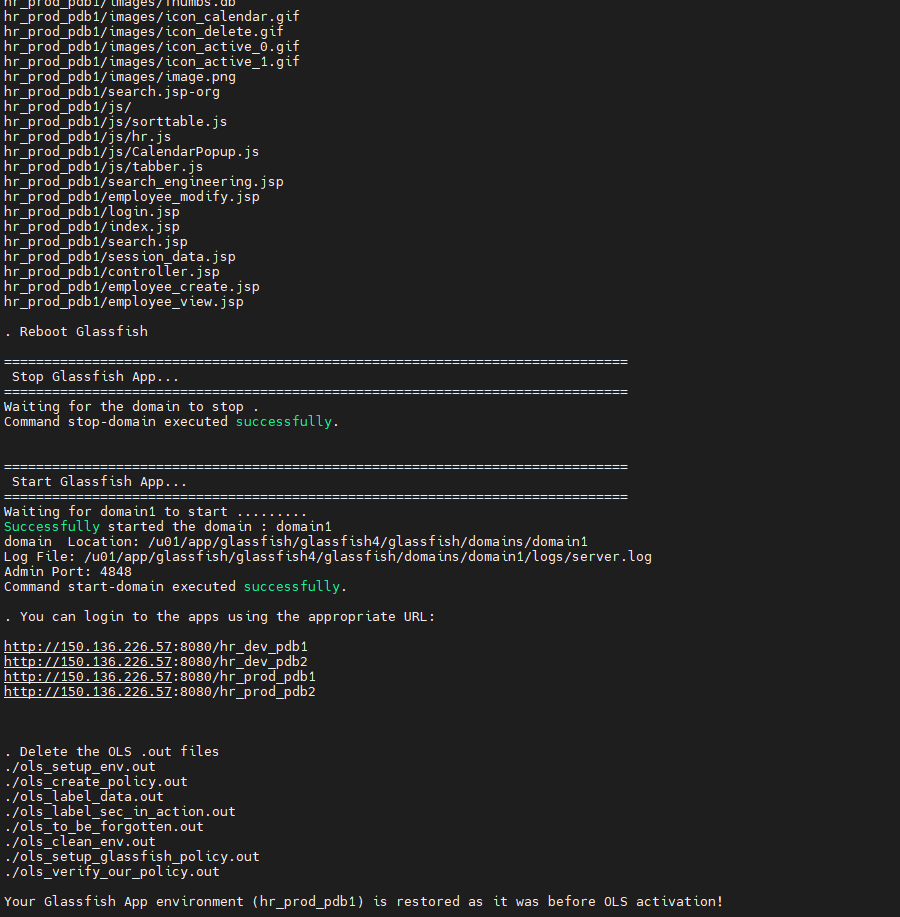 hr_prod_pdb1/images/Thumbs.db
hr_prod_pdb1/images/icon_calendar.gif
hr_prod_pdb1/images/icon_delete.gif
hr_prod_pdb1/images/icon_active_0.gif
hr_prod_pdb1/images/icon_active_1.gif
hr_prod_pdb1/images/image.png
hr_prod_pdb1/search.jsp-org
hr_prod_pdb1/js/
hr_prod_pdb1/js/sorttable.js
hr_prod_pdb1/js/hr.js
hr_prod_pdb1/js/CalendarPopup.js
hr_prod_pdb1/js/tabber.js
hr_prod_pdb1/search_engineering.jsp
hr_prod_pdb1/employee_modify.jsp
hr_prod_pdb1/login.jsp
hr_prod_pdb1/index.jsp
hr_prod_pdb1/search.jsp
hr_prod_pdb1/session_data.jsp
hr_prod_pdb1/controller.jsp
hr_prod_pdb1/employee_create.jsp
hr_prod_pdb1/employee_view.jsp
. Reboot Glassfish
==============================================================================
Stop Glassfish App...
==============================================================================
Waiting for the domain to stop .
Command stop-domain executed successfully.
==============================================================================
Start Glassfish App...
==============================================================================
Waiting for domain1 to start .........
Successfully started the domain : domain1
domain  Location: /u01/app/glassfish/glassfish4/glassfish/domains/domain1
Log File: /u01/app/glassfish/glassfish4/glassfish/domains/domain1/logs/server.log
Admin Port: 4848
Command start-domain executed successfully.
. You can login to the apps using the appropriate URL:
http://150.136.226.57:8080/hr_dev_pdb1
http://150.136.226.57:8080/hr_dev_pdb2
http://150.136.226.57:8080/hr_prod_pdb1
http://150.136.226.57:8080/hr_prod_pdb2
. Delete the OLS .out files
./ols_setup_env.out
./ols_create_policy.out
./ols_label_data.out
./ols_label_sec_in_action.out
./ols_to_be_forgotten.out
./ols_clean_env.out
./ols_setup_glassfish_policy.out
./ols_verify_our_policy.out
Your Glassfish App environment (hr_prod_pdb1) is restored as it was before OLS activation!